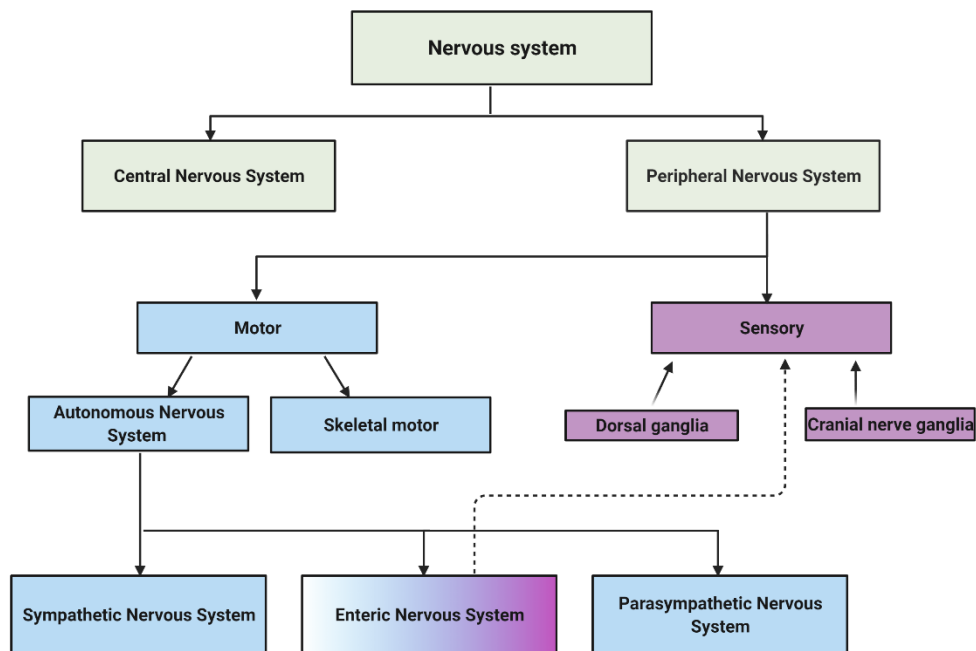 Nervous system
Central Nervous System
Peripheral Nervous System
Motor
Sensory
Autonomous Nervous
System
Skeletal motor
Dorsal ganglia
Cranial nerve ganglia
Sympathetic Nervous System
Enteric Nervous System
Parasympathetic Nervous
System